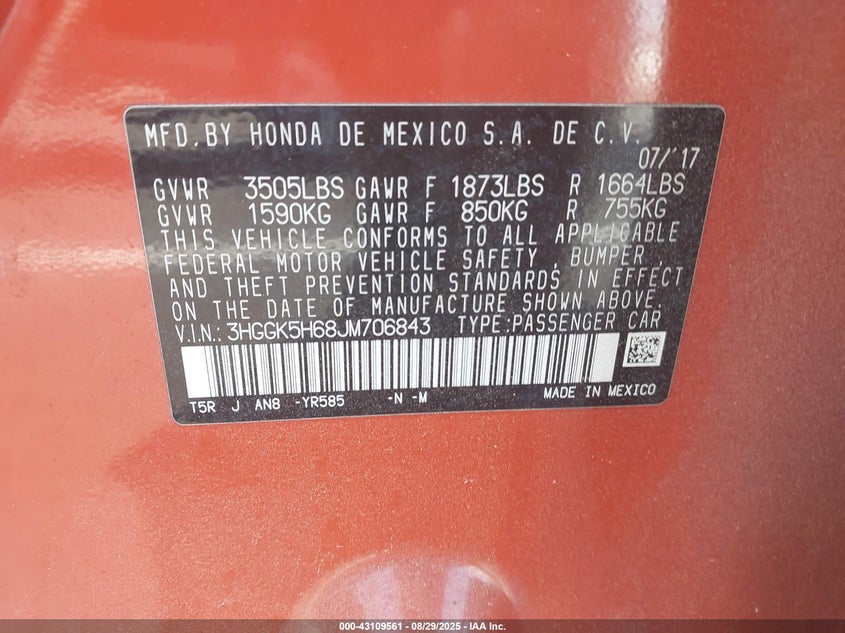 MFD. BY HONDA DE MEXICO S.A. DE C.V.
07/'17
GVWR 3505LBS GAWR F 1873LBS R 1664LBS
GVWR 1590KG GAWR F 850KG R 755KG
THIS VEHICLE CONFORMS TO ALL APPLICABLE
FEDERAL MOTOR VEHICLE SAFETY , BUMPER ,
AND THEFT PREVENTION STANDARDS IN EFFECT
ON THE DATE OF MANUFACTURE SHOWN ABOVE.
V.I.N.: 3HGGK5H68JM706843 TYPE:PASSENGER CAR
T5R J AN8 -YR585 -N -M MADE IN MEXICO
000-43109561 - 08/29/2025 - IAA Inc.